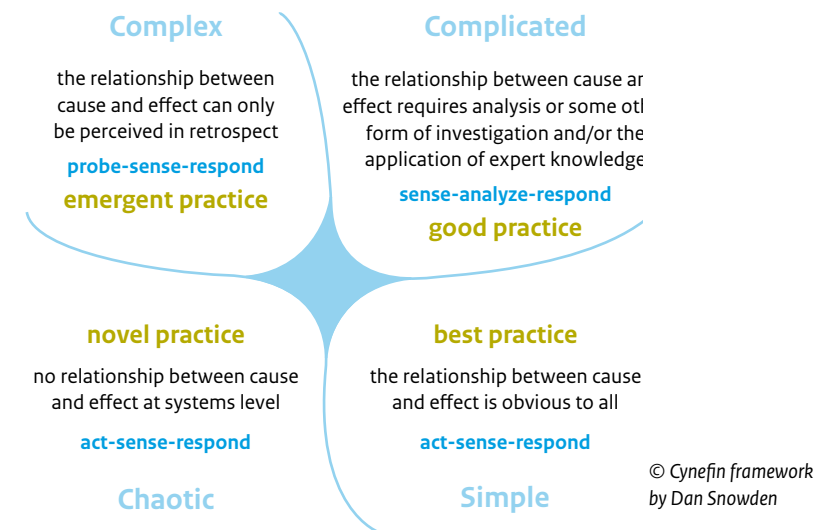 Complex
the relationship between
cause and effect can only
be perceived in retrospect
probe-sense-respond
emergent practice
Complicated
the relationship between cause ar
effect requires analysis or some otl
form of investigation and/or the
application of expert knowledge
sense-analyze-respond
good practice
novel practice
no relationship between cause
and effect at systems level
act-sense-respond
Chaotic
best practice
the relationship between cause
and effect is obvious to all
act-sense-respond
Simple
© Cynefin framework
by Dan Snowden